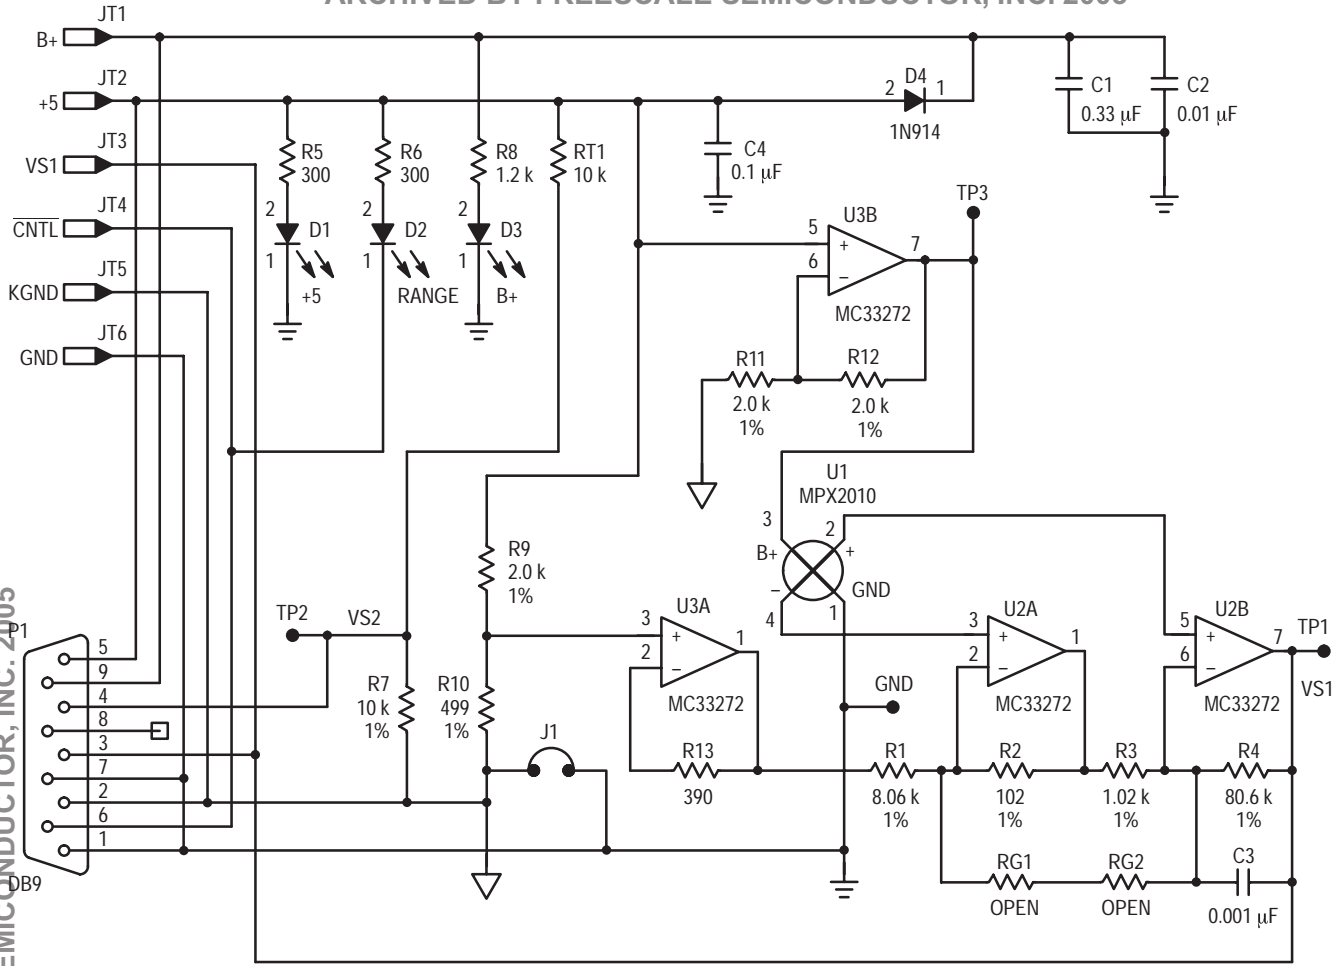 ARCHIVED BY FREESCALE SEMICONDUCTOR, INC. 2005
JT1
B+
JT2
+5
JT3
VS1
JT4
CNTL
JT5
KGND
JT6
GND
R5
300
R6
300
R8
1.2 k
RT1
10 k
2
D1
1
+5
2
D2
1
RANGE
2
D3
1
B+
C4
0.1 µF
2
D4
1
1N914
C1
0.33 µF
C2
0.01 µF
TP3
U3B
5
+
6
–
7
MC33272
R11
2.0 k
1%
R12
2.0 k
1%
U1
MPX2010
3
2
B+
+
–
GND
4
1
R9
2.0 k
1%
TP2
VS2
R7
10 k
1%
R10
499
1%
J1
U3A
3
+
2
–
1
MC33272
R13
390
GND
U2A
3
+
2
–
1
MC33272
U2B
5
+
6
–
7
MC33272
TP1
VS1
R1
8.06 k
1%
R2
102
1%
R3
1.02 k
1%
R4
80.6 k
1%
RG1
OPEN
RG2
OPEN
C3
0.001 µF
P1
5
9
4
8
3
7
2
6
1
DB9
EMICONDUCTOR, INC. 2005